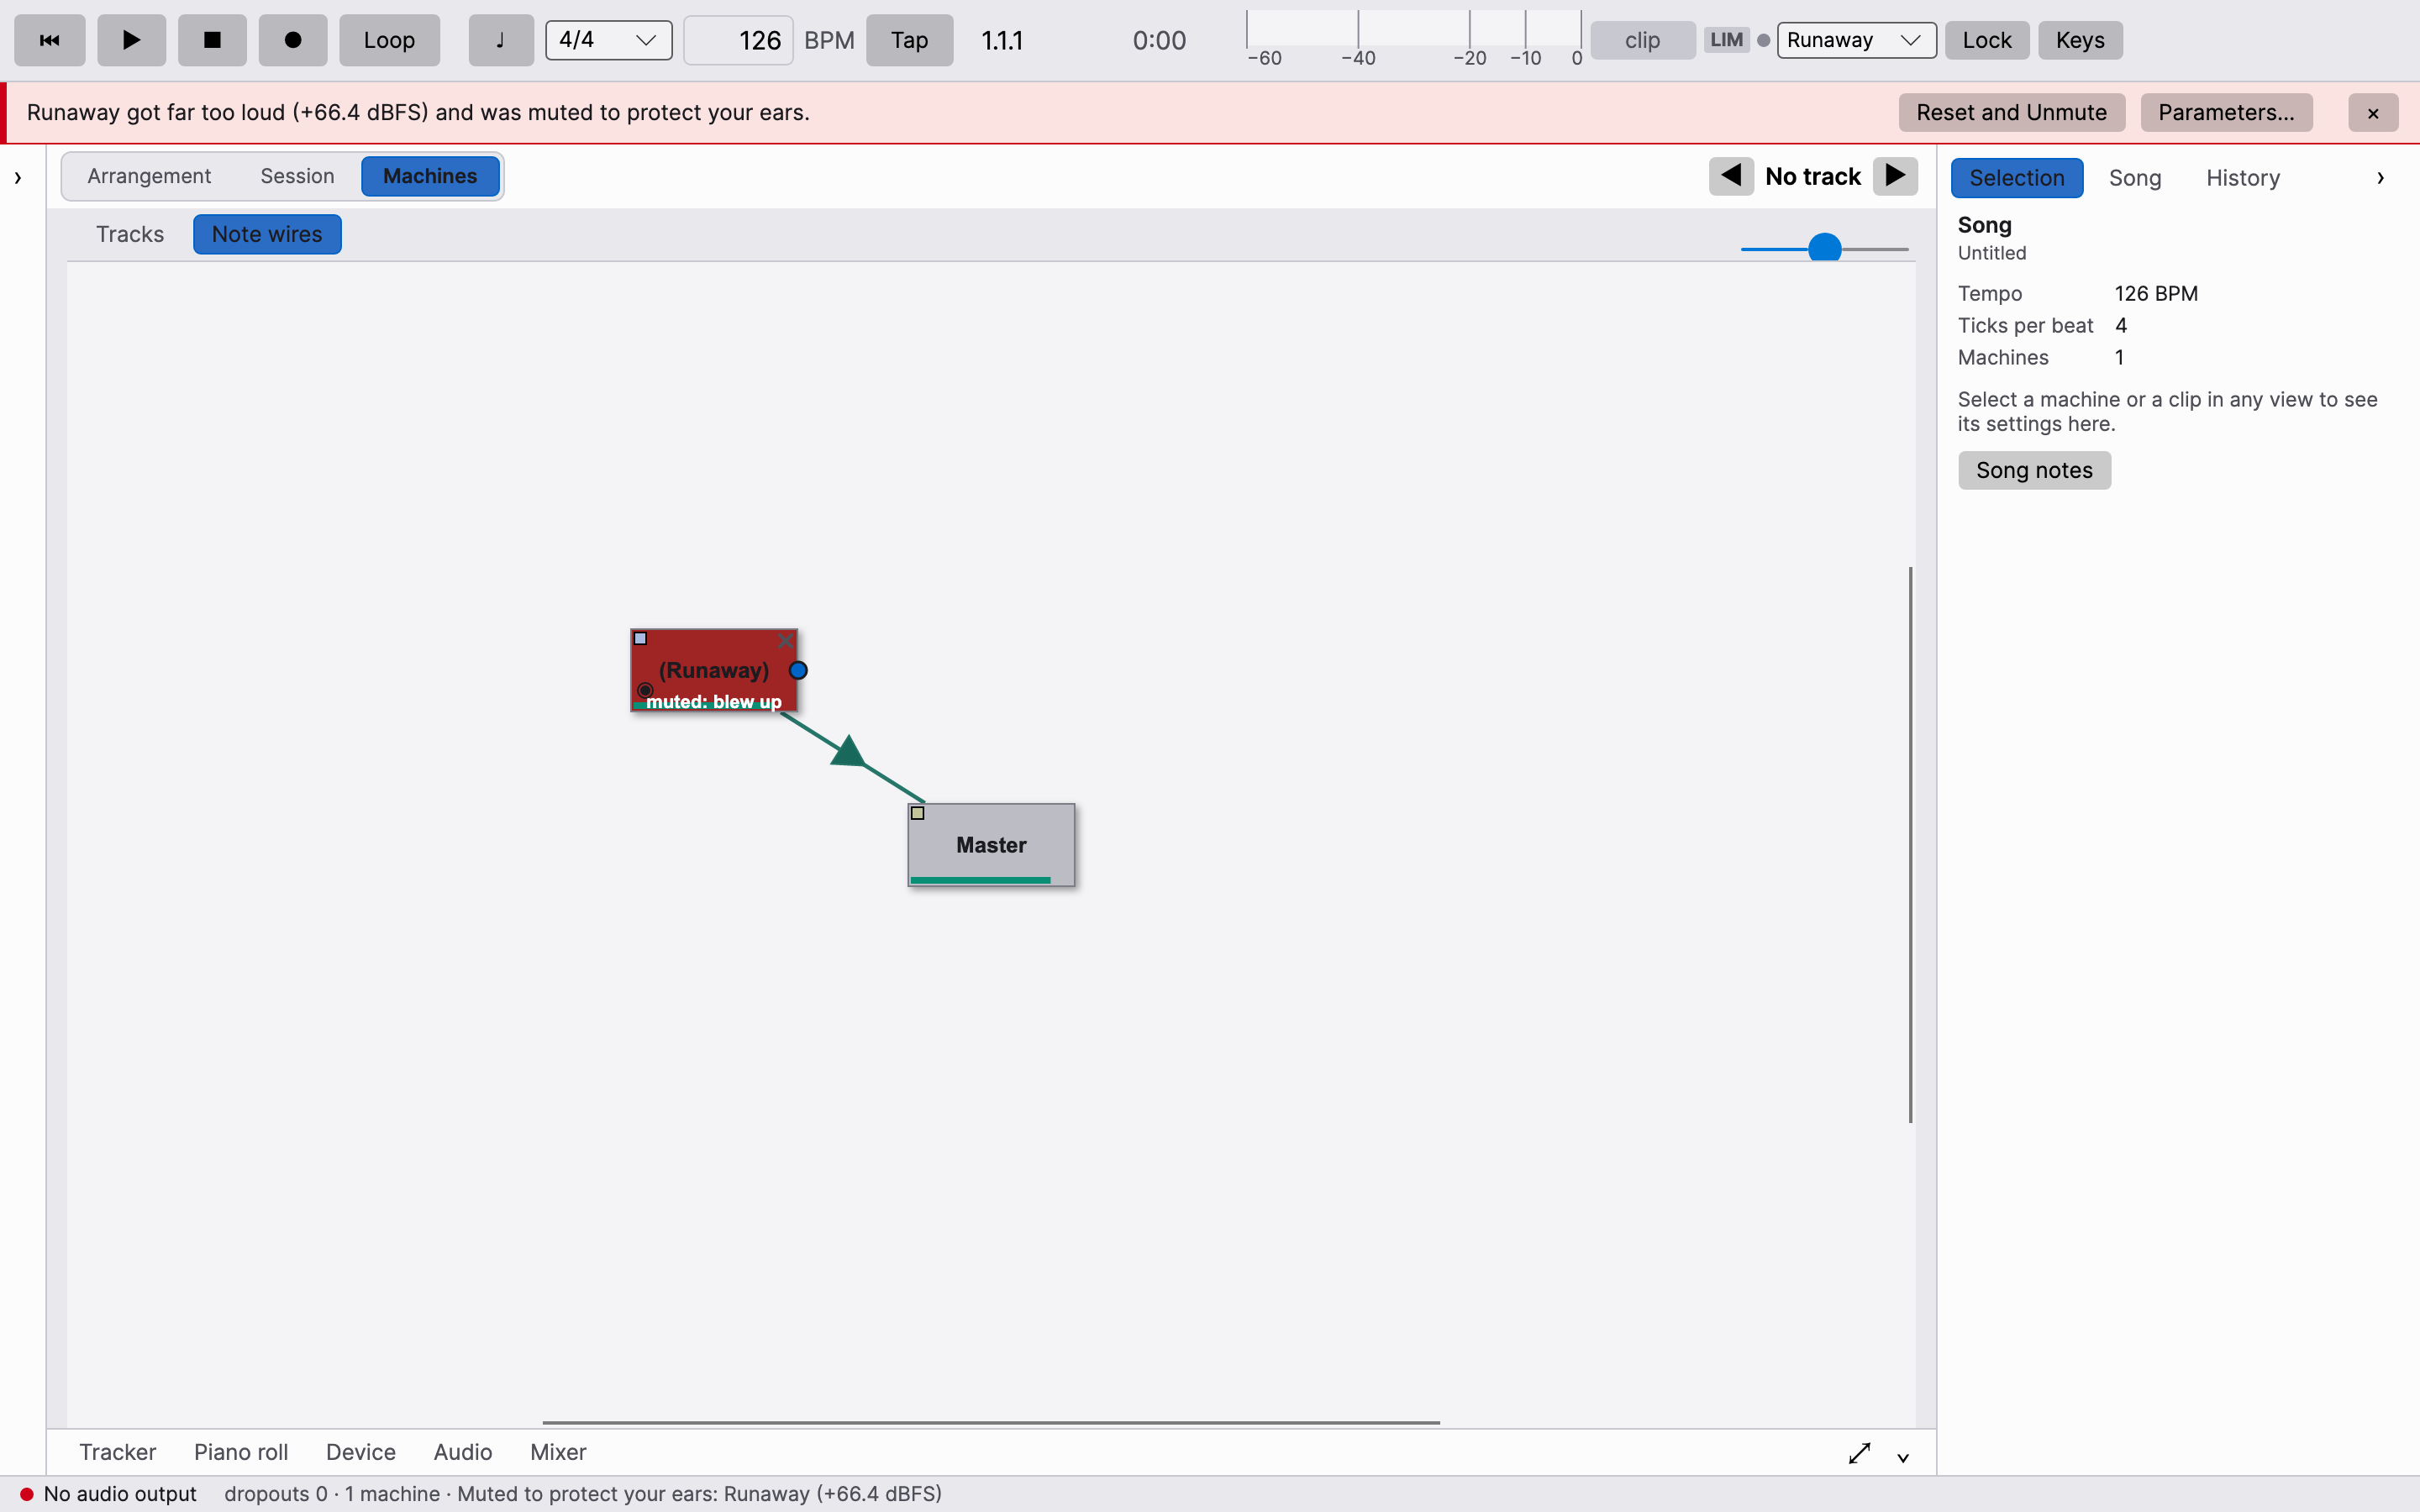 Loop
4/4
126 BPM
Tap
1.1.1
0:00
−60 −40 −20 −10 0
clip
LIM
Runaway
Lock
Keys
Runaway got far too loud (+66.4 dBFS) and was muted to protect your ears.
Reset and Unmute
Parameters...
Arrangement
Session
Machines
No track
Selection
Song
History
Tracks
Note wires
Song
Untitled
Tempo 126 BPM
Ticks per beat 4
Machines 1
Select a machine or a clip in any view to see
its settings here.
Song notes
(Runaway)
muted: blew up
Master
Tracker
Piano roll
Device
Audio
Mixer
No audio output
dropouts 0 · 1 machine · Muted to protect your ears: Runaway (+66.4 dBFS)